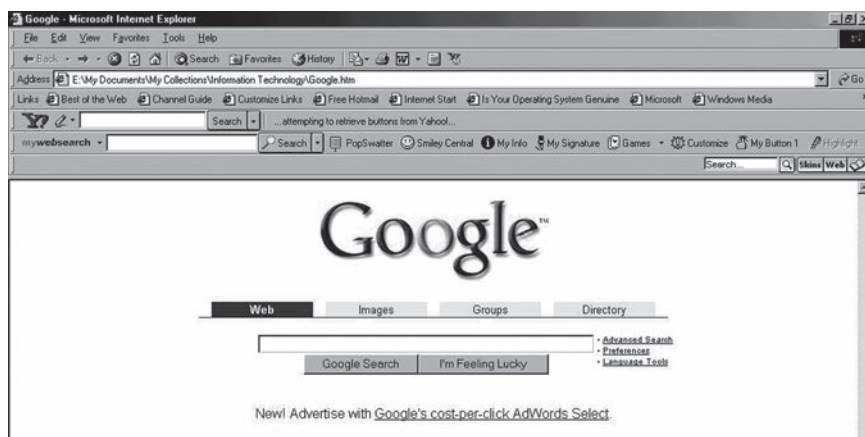 Google - Microsoft Internet Explorer
File Edit View Favorites Tools Help
Back Search Favorites History
Address E:\My Documents\My Collections\Information Technology\Google.htm Go
Links Best of the Web Channel Guide Customize Links Free Hotmail Internet Start Is Your Operating System Genuine Microsoft Windows Media
Y? Search ...attempting to retrieve buttons from Yahoo!...
mywebsearch Search PopSwatter Smiley Central My Info My Signature Games Customize My Button 1 Highlight
Search... Skins Web
Google™
Web Images Groups Directory
· Advanced Search
· Preferences
· Language Tools
Google Search I'm Feeling Lucky
New! Advertise with Google's cost-per-click AdWords Select.